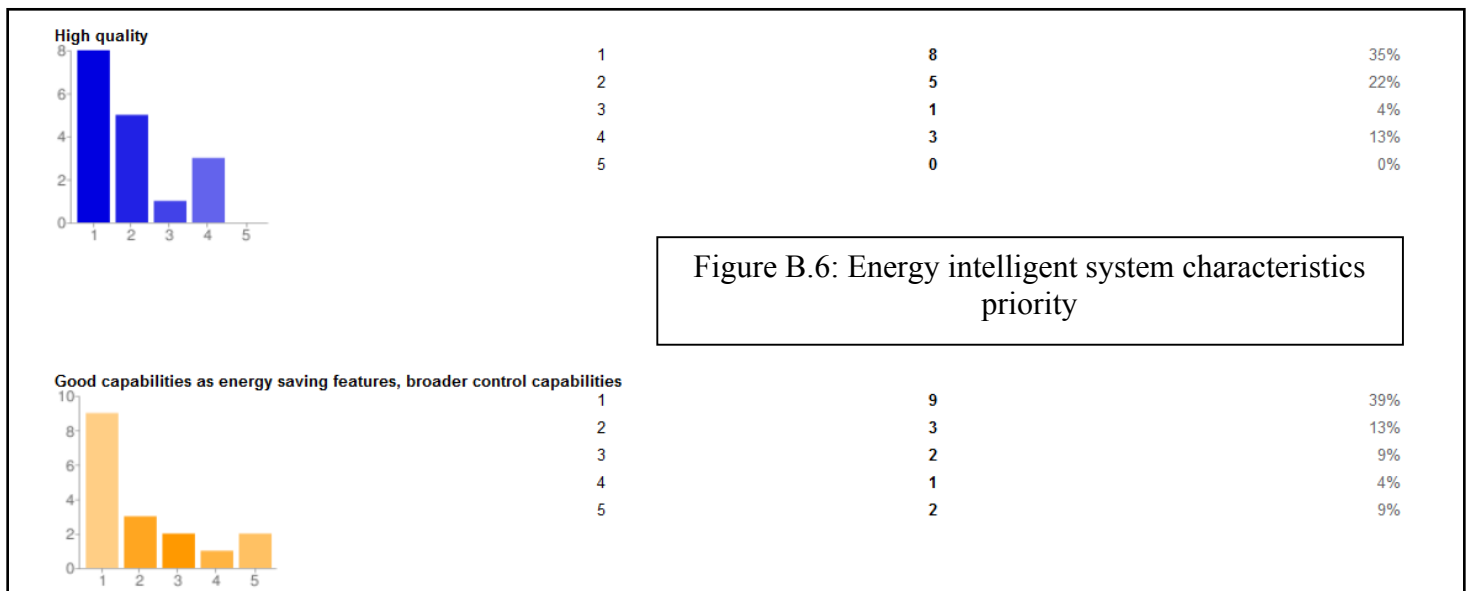 High quality
8
6
4
2
0
1 2 3 4 5
1 8 35%
2 5 22%
3 1 4%
4 3 13%
5 0 0%
Figure B.6: Energy intelligent system characteristics
priority
Good capabilities as energy saving features, broader control capabilities
10
8
6
4
2
0
1 2 3 4 5
1 9 39%
2 3 13%
3 2 9%
4 1 4%
5 2 9%